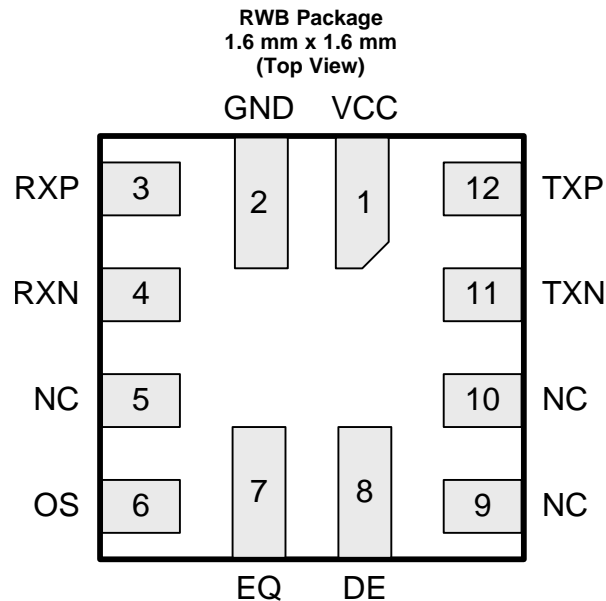 RWB Package
1.6 mm x 1.6 mm
(Top View)
GND VCC
RXP 3 2 1 12 TXP
RXN 4 11 TXN
NC 5 10 NC
OS 6 7 8 9 NC
EQ DE